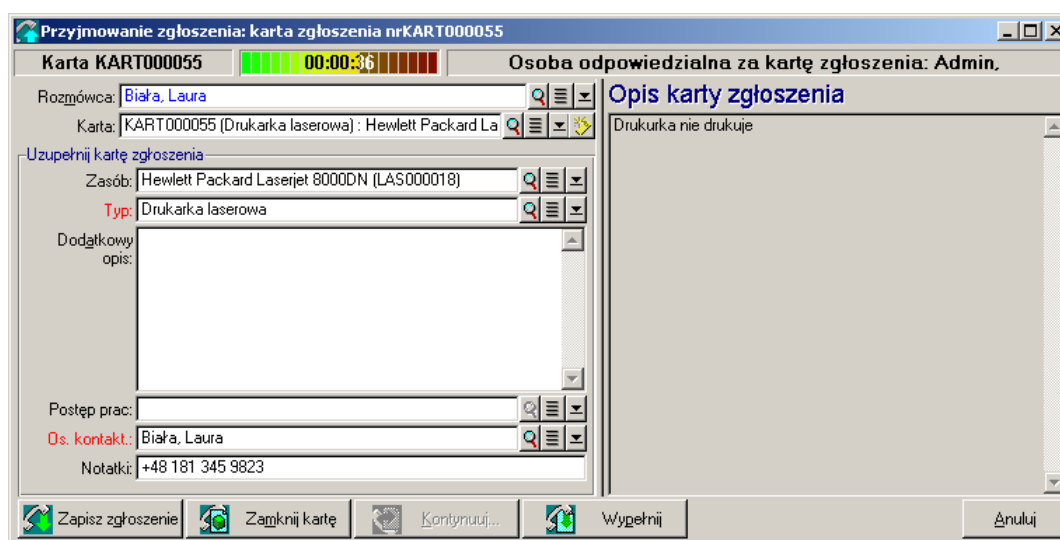 Przyjmowanie zgłoszenia: karta zgłoszenia nrKART000055
Karta KART000055 00:00:36 Osoba odpowiedzialna za kartę zgłoszenia: Admin,
Rozmówca: Biała, Laura
Karta: KART000055 (Drukarka laserowa) : Hewlett Packard La
Uzupełnij kartę zgłoszenia
Zasób: Hewlett Packard Laserjet 8000DN (LAS000018)
Typ: Drukarka laserowa
Dodatkowy
opis:
Postęp prac:
Os. kontakt.: Biała, Laura
Notatki: +48 181 345 9823
Opis karty zgłoszenia
Drukurka nie drukuje
Zapisz zgłoszenie Zamknij kartę Kontynuuj... Wypełnij Anuluj